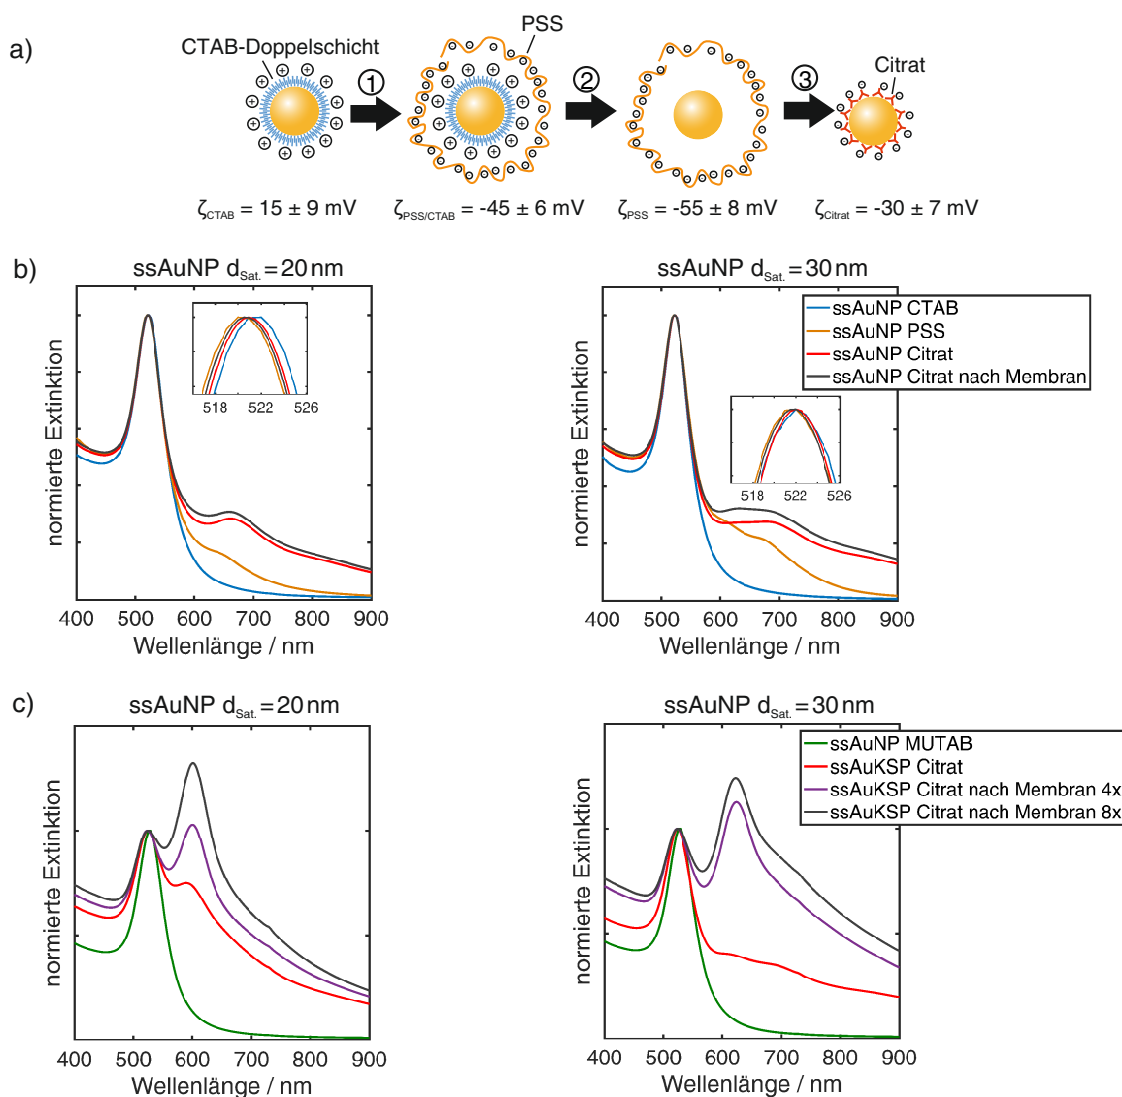 a)
CTAB-Doppelschicht
PSS
Citrat
1
2
3
ζCTAB = 15 ± 9 mV
ζPSS/CTAB = -45 ± 6 mV
ζPSS = -55 ± 8 mV
ζCitrat = -30 ± 7 mV
b)
ssAuNP dSat. = 20 nm
normierte Extinktion
518 522 526
400 500 600 700 800 900
Wellenlänge / nm
ssAuNP dSat. = 30 nm
ssAuNP CTAB
ssAuNP PSS
ssAuNP Citrat
ssAuNP Citrat nach Membran
normierte Extinktion
518 522 526
400 500 600 700 800 900
Wellenlänge / nm
c)
ssAuNP dSat. = 20 nm
normierte Extinktion
400 500 600 700 800 900
Wellenlänge / nm
ssAuNP dSat. = 30 nm
ssAuNP MUTAB
ssAuKSP Citrat
ssAuKSP Citrat nach Membran 4x
ssAuKSP Citrat nach Membran 8x
normierte Extinktion
400 500 600 700 800 900
Wellenlänge / nm